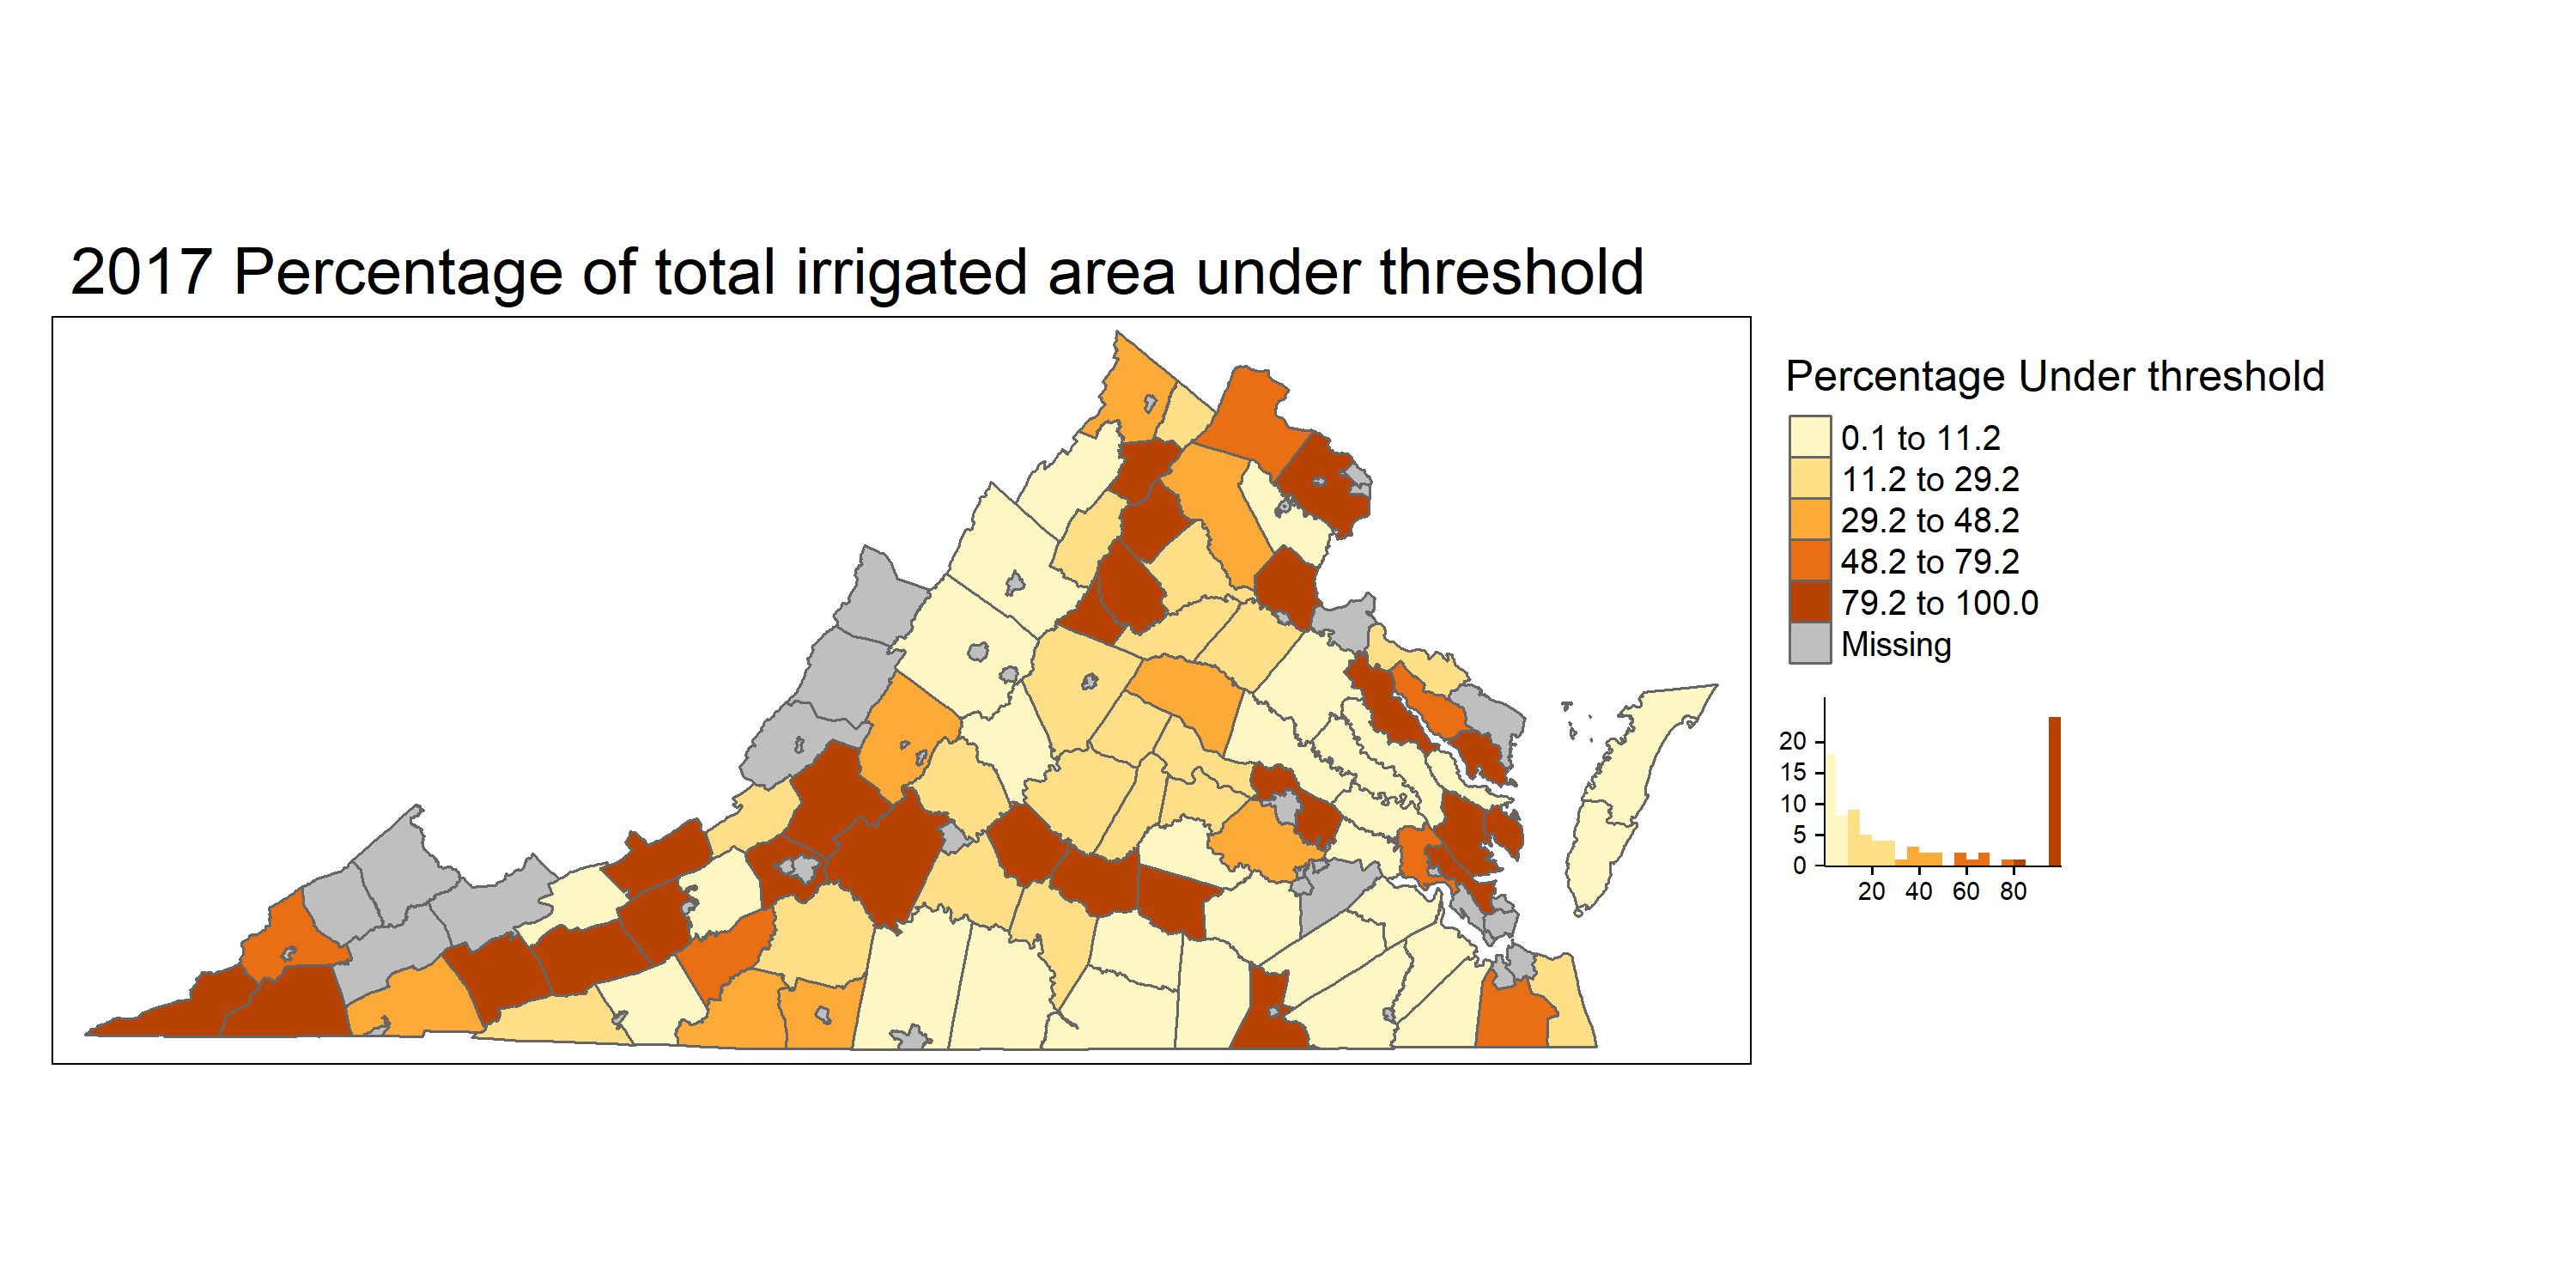 2017 Percentage of total irrigated area under threshold
Percentage Under threshold
0.1 to 11.2
11.2 to 29.2
29.2 to 48.2
48.2 to 79.2
79.2 to 100.0
Missing
20
15
10
5
0
20 40 60 80